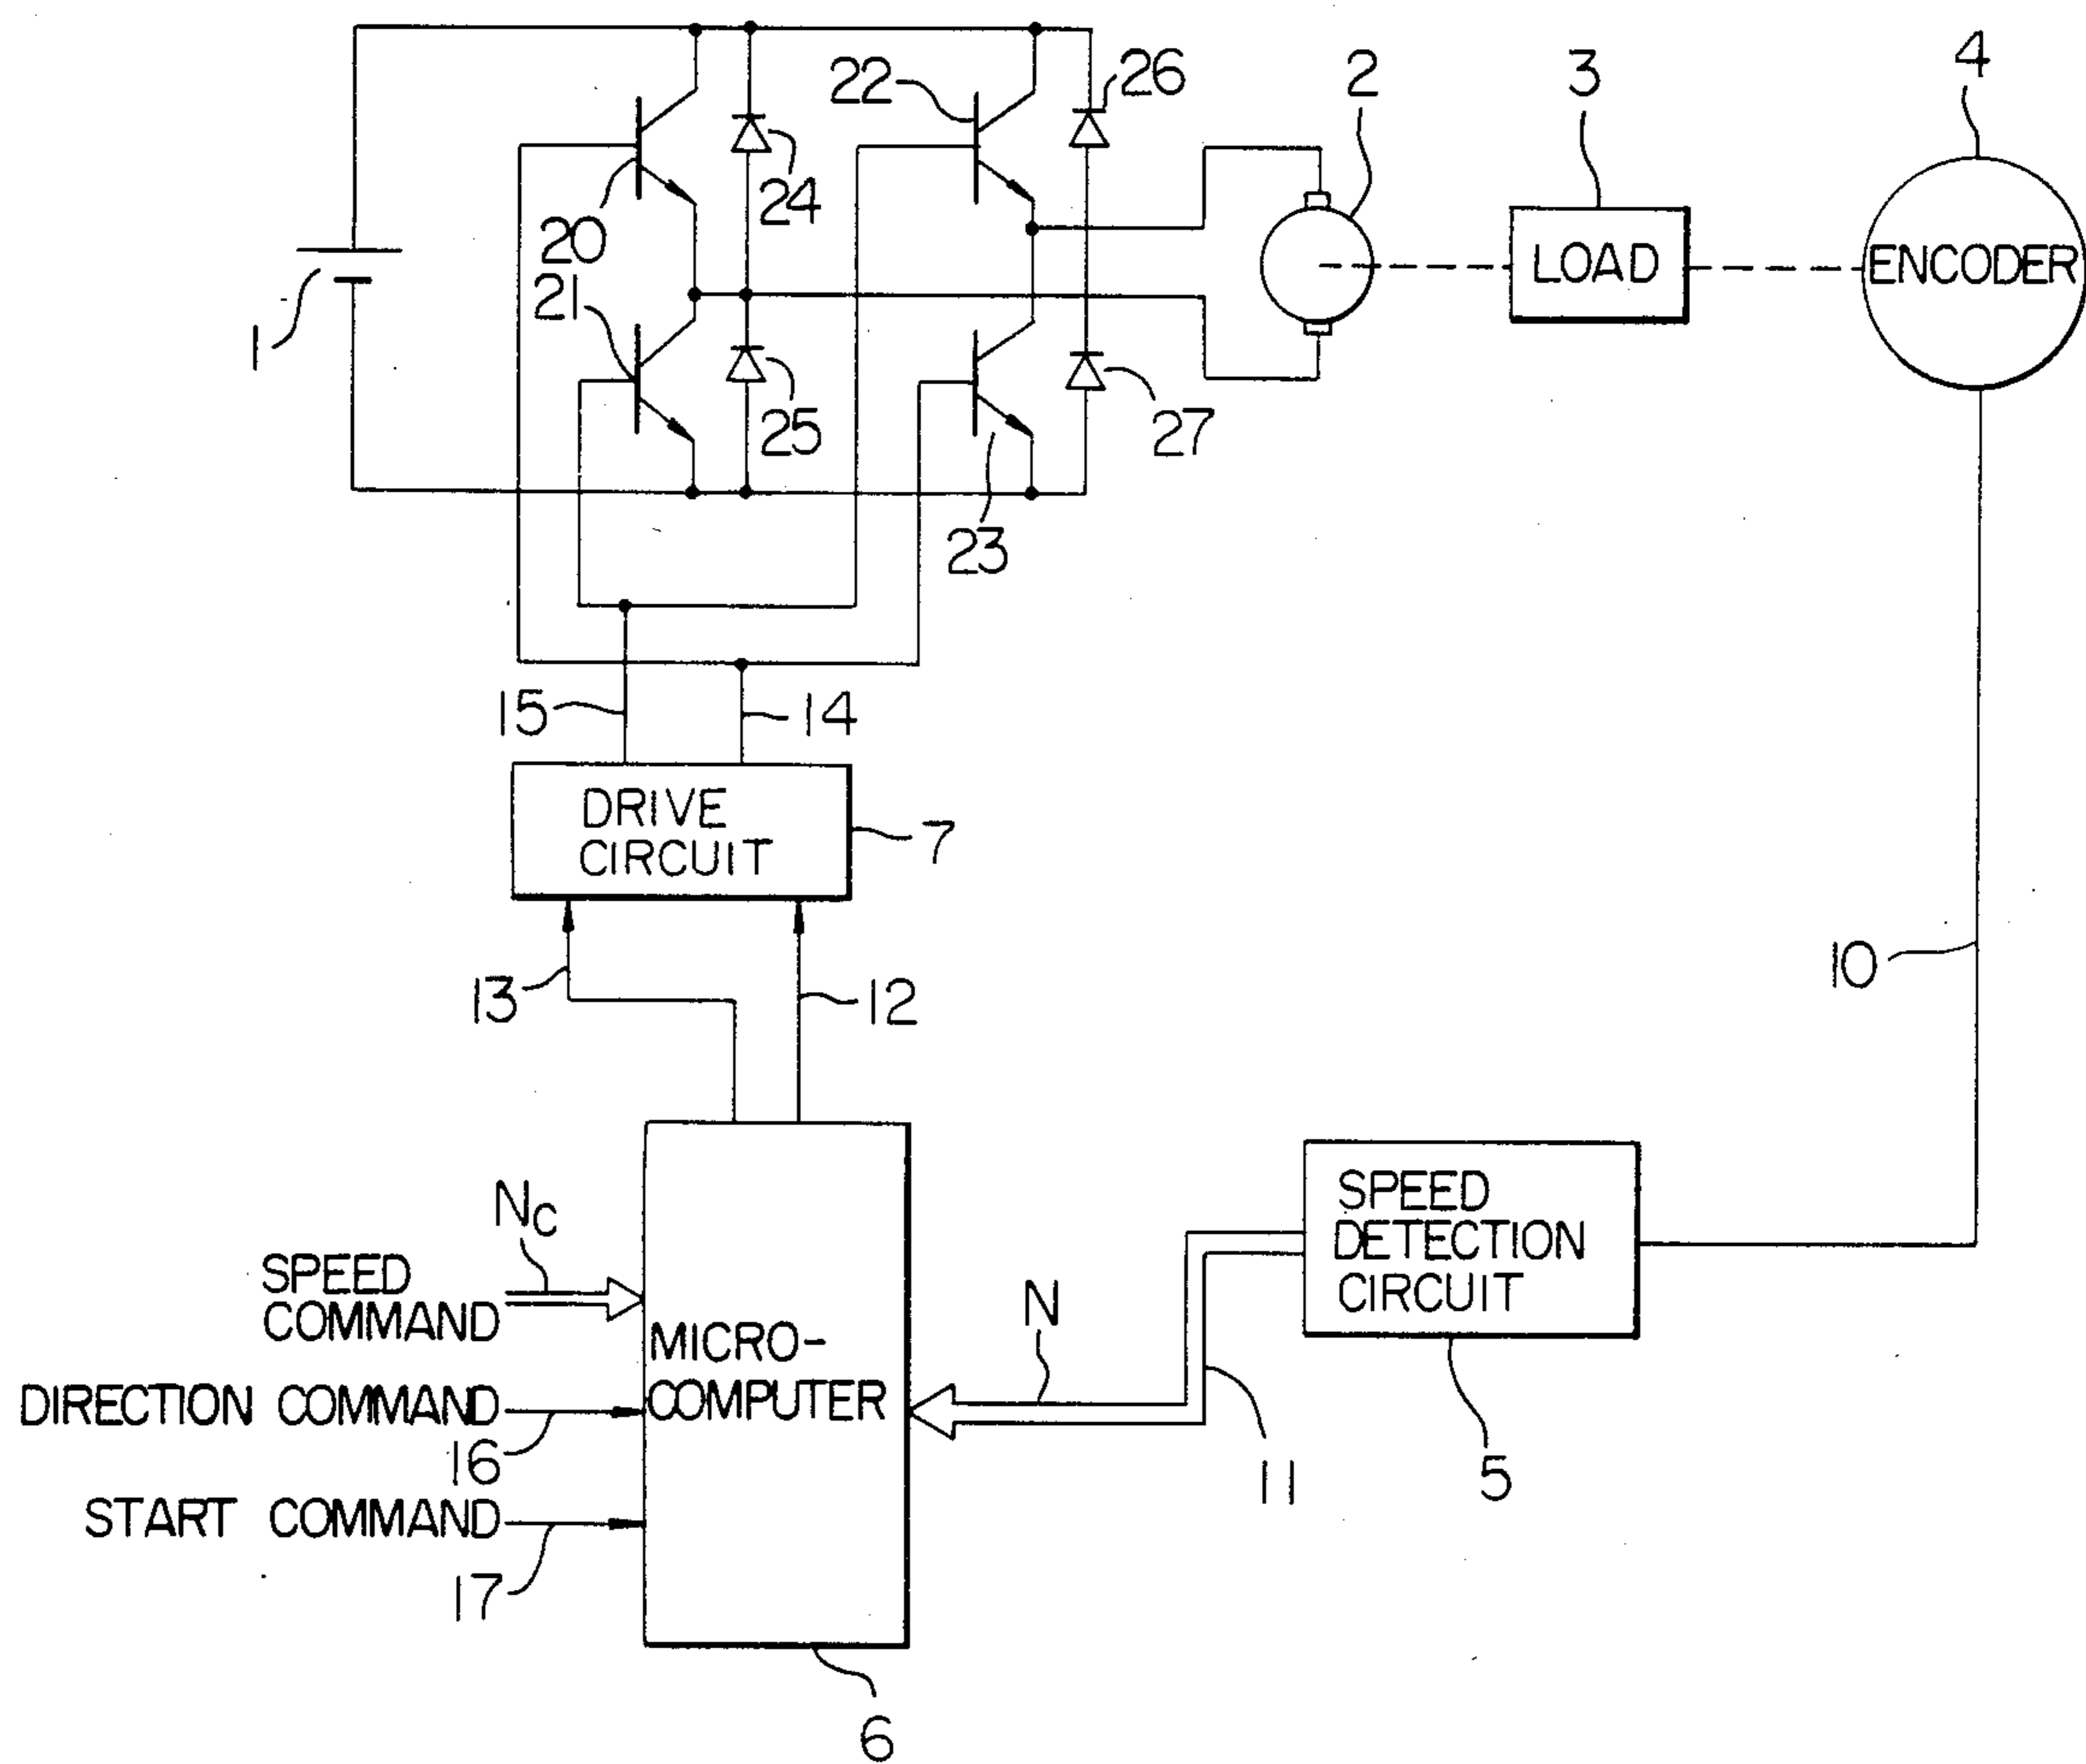 22
26
2
3
4
20
24
LOAD
ENCODER
1
21
25
27
23
15
14
DRIVE
CIRCUIT
7
10
13
12
SPEED
DETECTION
CIRCUIT
Nc
SPEED
COMMAND
N
MICRO-
COMPUTER
DIRECTION COMMAND
16
11
5
START COMMAND
17
6